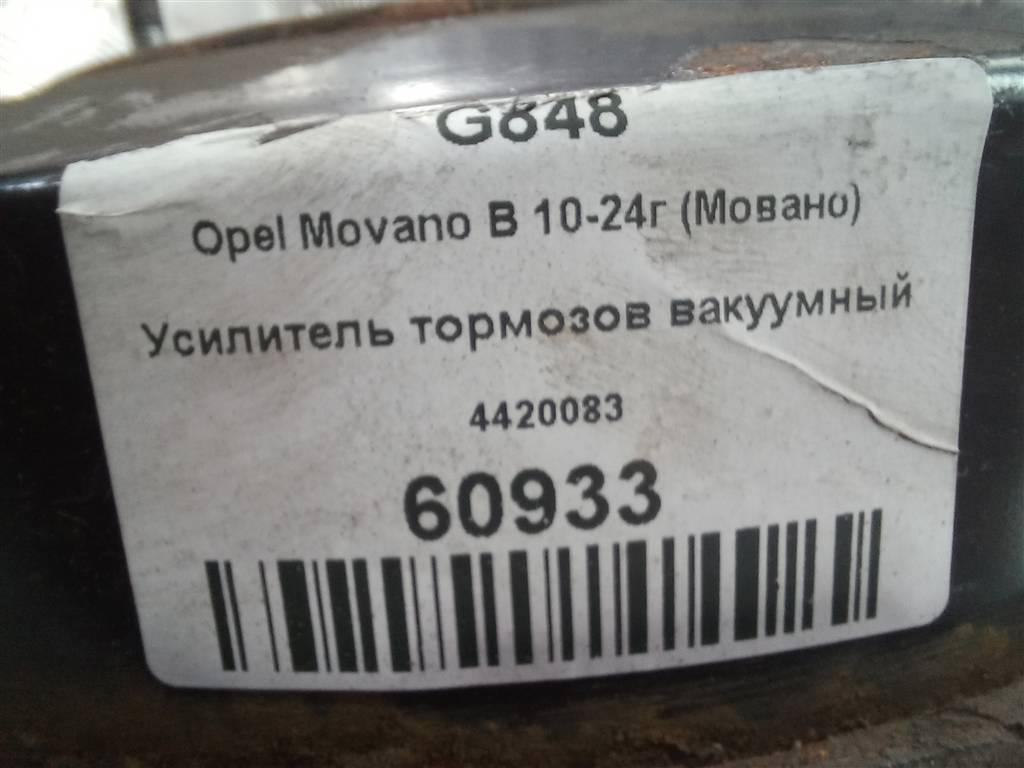 G848
Opel Movano B 10-24г (Мовано)
Усилитель тормозов вакуумный
4420083
60933